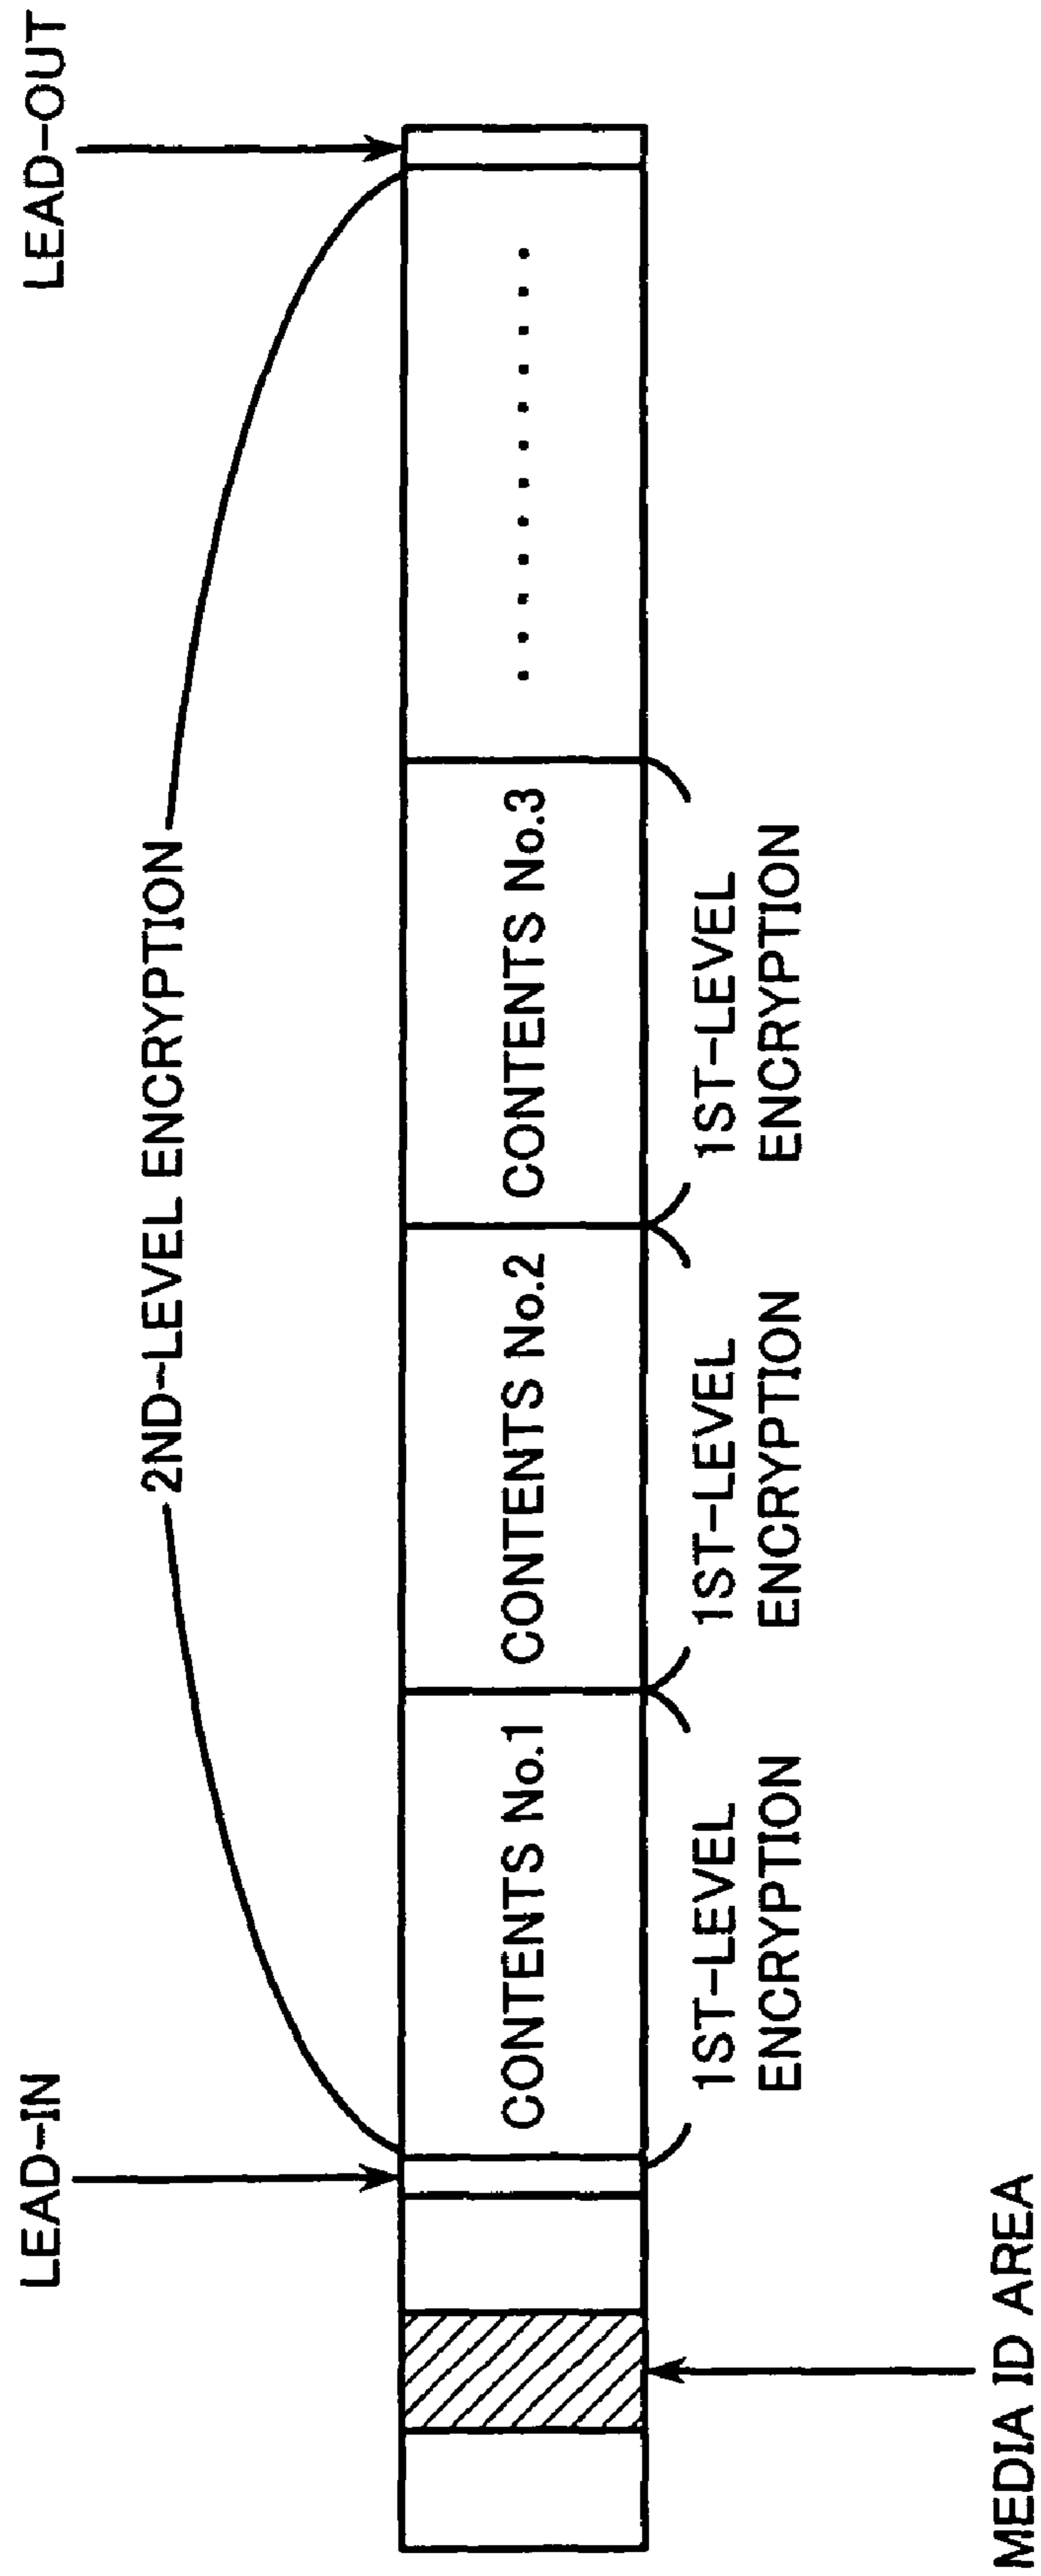 LEAD-IN
LEAD-OUT
2ND-LEVEL ENCRYPTION
CONTENTS No.1
CONTENTS No.2
CONTENTS No.3
............
1ST-LEVEL
ENCRYPTION
1ST-LEVEL
ENCRYPTION
1ST-LEVEL
ENCRYPTION
MEDIA ID AREA